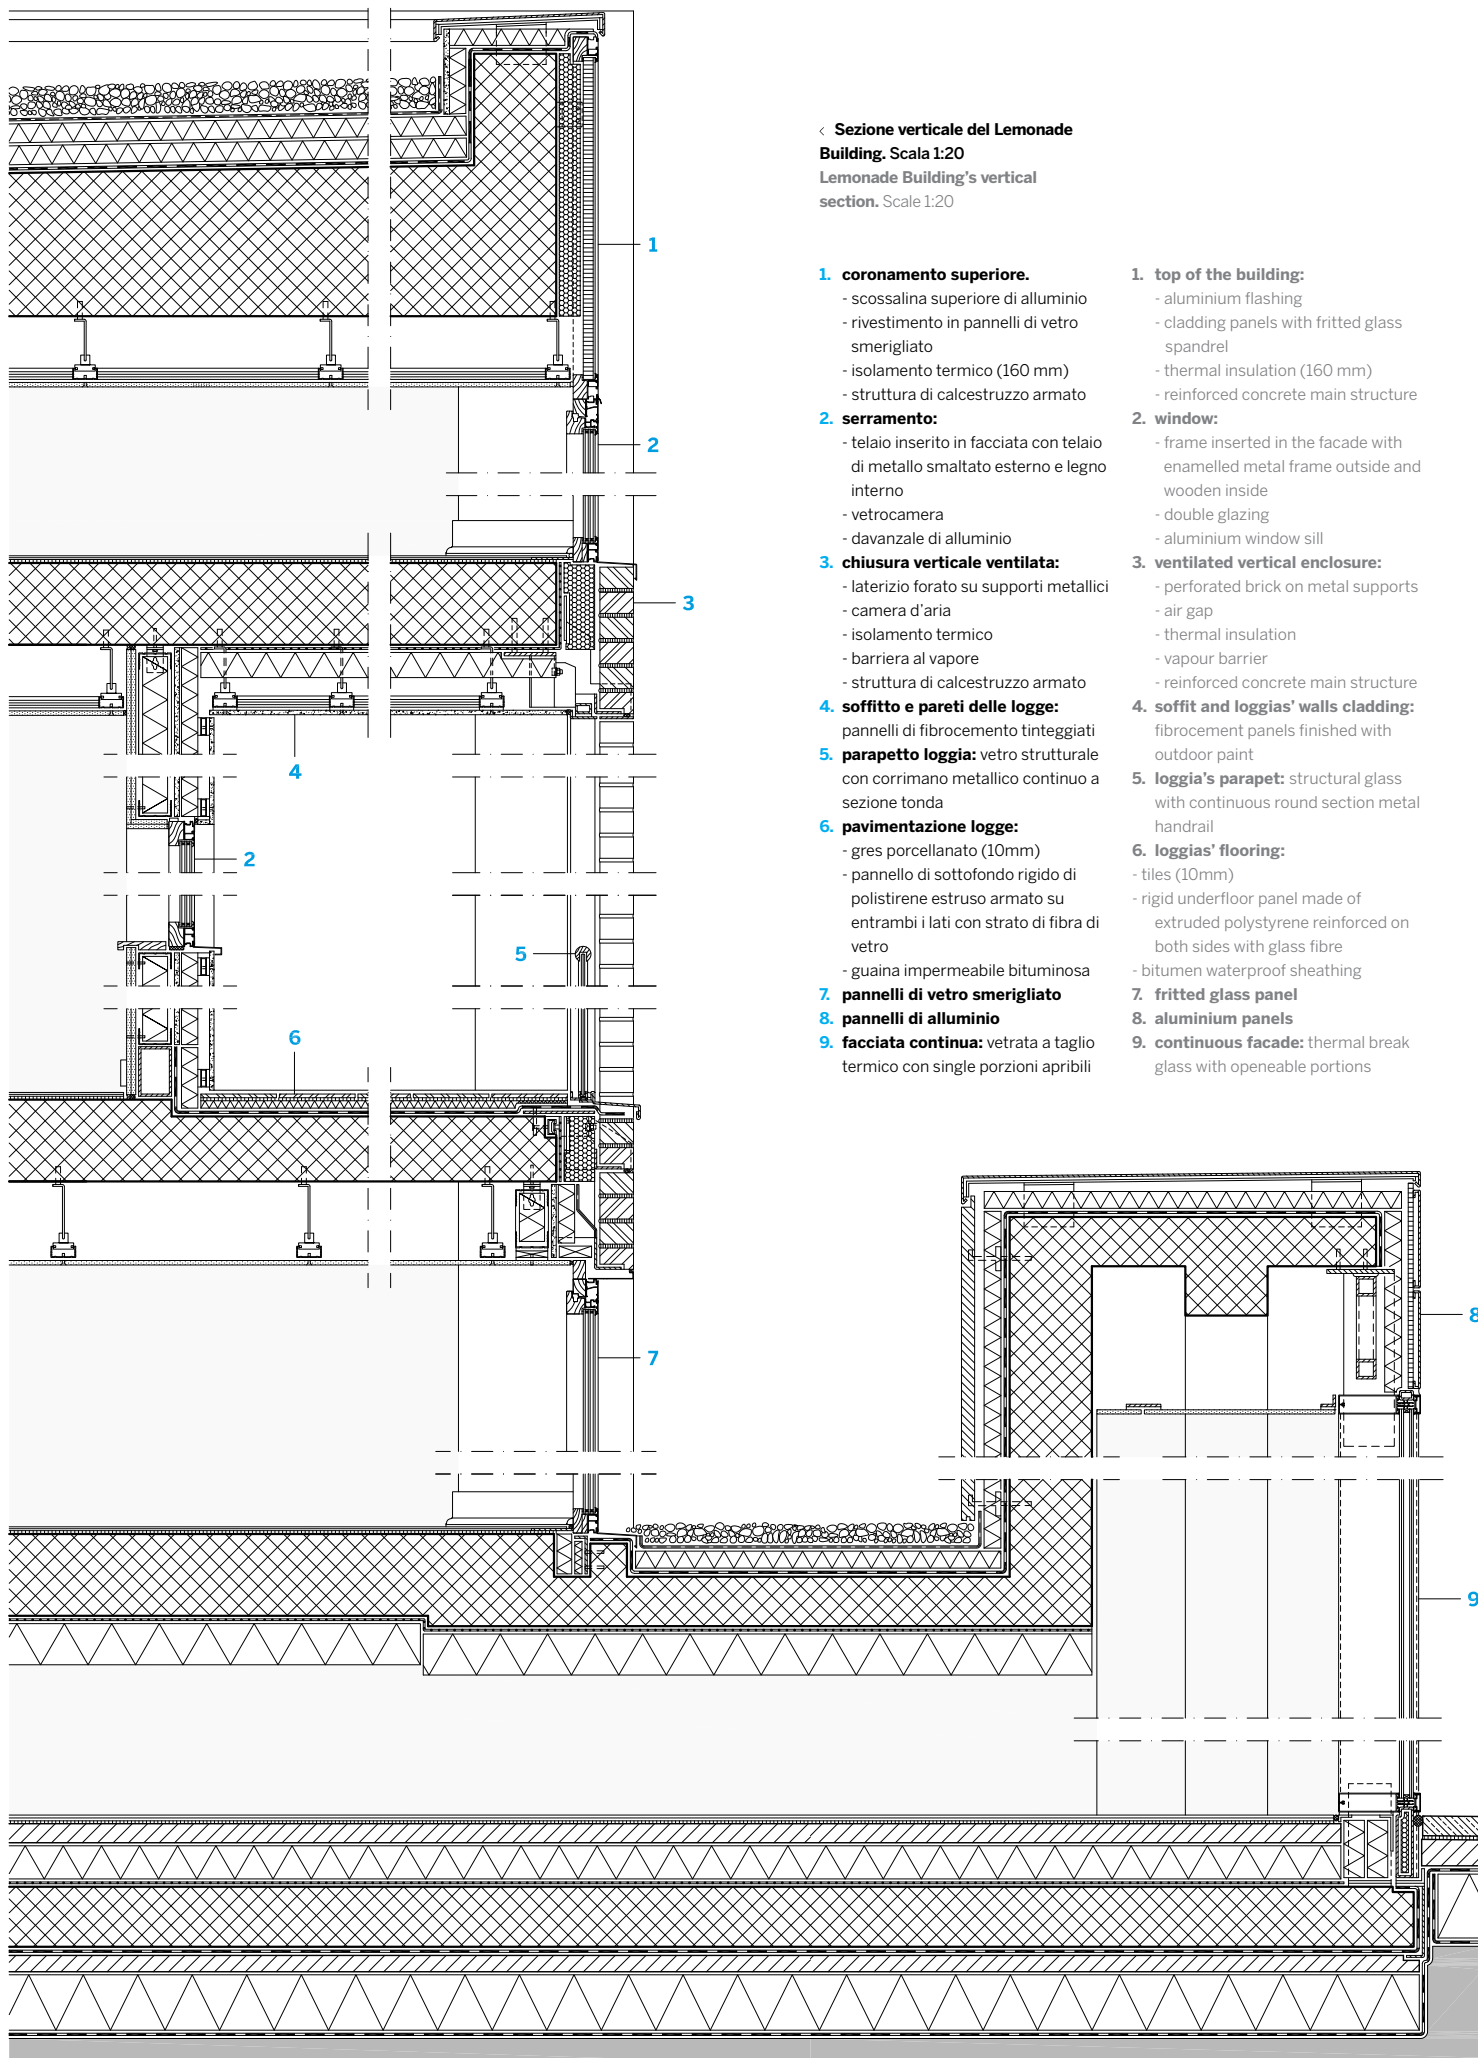 ‹ Sezione verticale del Lemonade
Building. Scala 1:20
Lemonade Building's vertical
section. Scale 1:20
1. coronamento superiore.
- scossalina superiore di alluminio
- rivestimento in pannelli di vetro
smerigliato
- isolamento termico (160 mm)
- struttura di calcestruzzo armato
2. serramento:
- telaio inserito in facciata con telaio
di metallo smaltato esterno e legno
interno
- vetrocamera
- davanzale di alluminio
3. chiusura verticale ventilata:
- laterizio forato su supporti metallici
- camera d'aria
- isolamento termico
- barriera al vapore
- struttura di calcestruzzo armato
4. soffitto e pareti delle logge:
pannelli di fibrocemento tinteggiati
5. parapetto loggia: vetro strutturale
con corrimano metallico continuo a
sezione tonda
6. pavimentazione logge:
- gres porcellanato (10mm)
- pannello di sottofondo rigido di
polistirene estruso armato su
entrambi i lati con strato di fibra di
vetro
- guaina impermeabile bituminosa
7. pannelli di vetro smerigliato
8. pannelli di alluminio
9. facciata continua: vetrata a taglio
termico con single porzioni apribili
1. top of the building:
- aluminium flashing
- cladding panels with fritted glass
spandrel
- thermal insulation (160 mm)
- reinforced concrete main structure
2. window:
- frame inserted in the facade with
enamelled metal frame outside and
wooden inside
- double glazing
- aluminium window sill
3. ventilated vertical enclosure:
- perforated brick on metal supports
- air gap
- thermal insulation
- vapour barrier
- reinforced concrete main structure
4. soffit and loggias' walls cladding:
fibrocement panels finished with
outdoor paint
5. loggia's parapet: structural glass
with continuous round section metal
handrail
6. loggias' flooring:
- tiles (10mm)
- rigid underfloor panel made of
extruded polystyrene reinforced on
both sides with glass fibre
- bitumen waterproof sheathing
7. fritted glass panel
8. aluminium panels
9. continuous facade: thermal break
glass with openeable portions
1
2
3
4
2
5
6
7
8
9